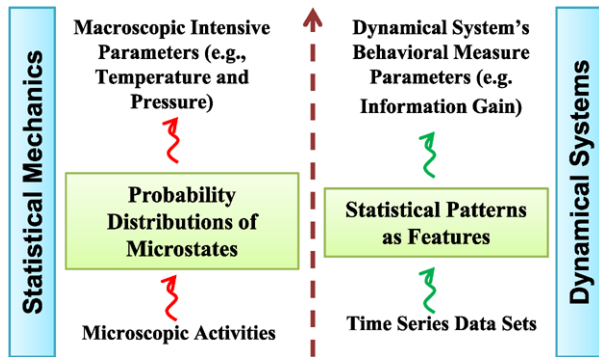 Statistical Mechanics
Macroscopic Intensive
Parameters (e.g.,
Temperature and
Pressure)
Probability
Distributions of
Microstates
Microscopic Activities
Dynamical System's
Behavioral Measure
Parameters (e.g.
Information Gain)
Statistical Patterns
as Features
Time Series Data Sets
Dynamical Systems